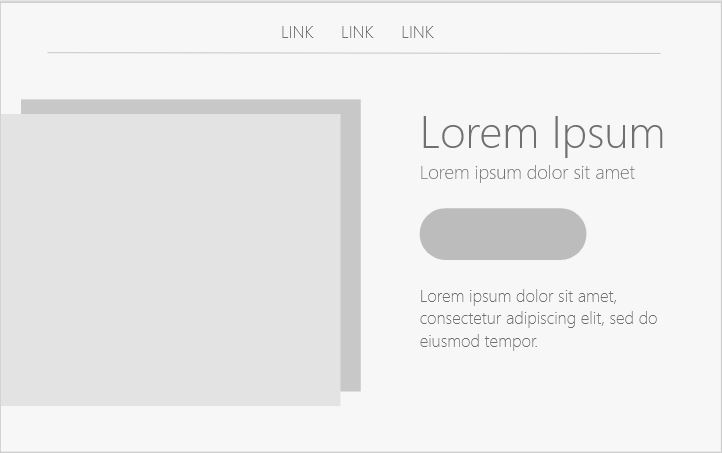 LINK LINK LINK
Lorem Ipsum
Lorem ipsum dolor sit amet
Lorem ipsum dolor sit amet,
consectetur adipiscing elit, sed do
eiusmod tempor.